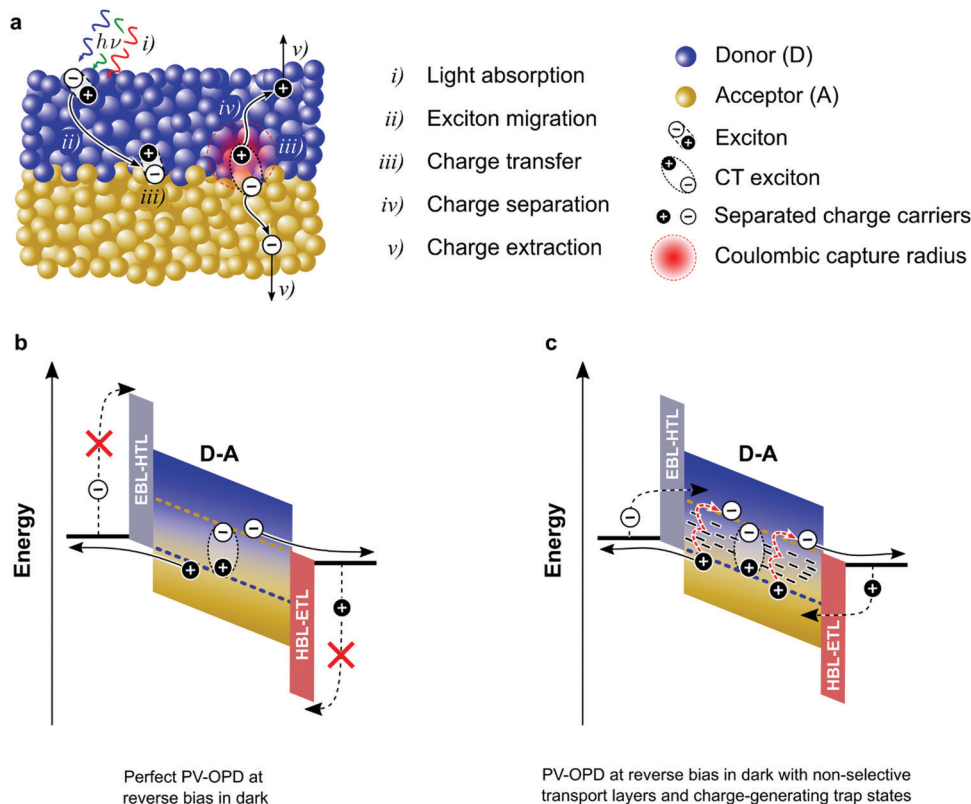 a
hν
i)
v)
ii)
iv)
iii)
iii)
v)
i) Light absorption
ii) Exciton migration
iii) Charge transfer
iv) Charge separation
v) Charge extraction
Donor (D)
Acceptor (A)
Exciton
CT exciton
Separated charge carriers
Coulombic capture radius
b
Energy
EBL-HTL
D-A
HBL-ETL
Perfect PV-OPD at
reverse bias in dark
c
Energy
EBL-HTL
D-A
HBL-ETL
PV-OPD at reverse bias in dark with non-selective
transport layers and charge-generating trap states